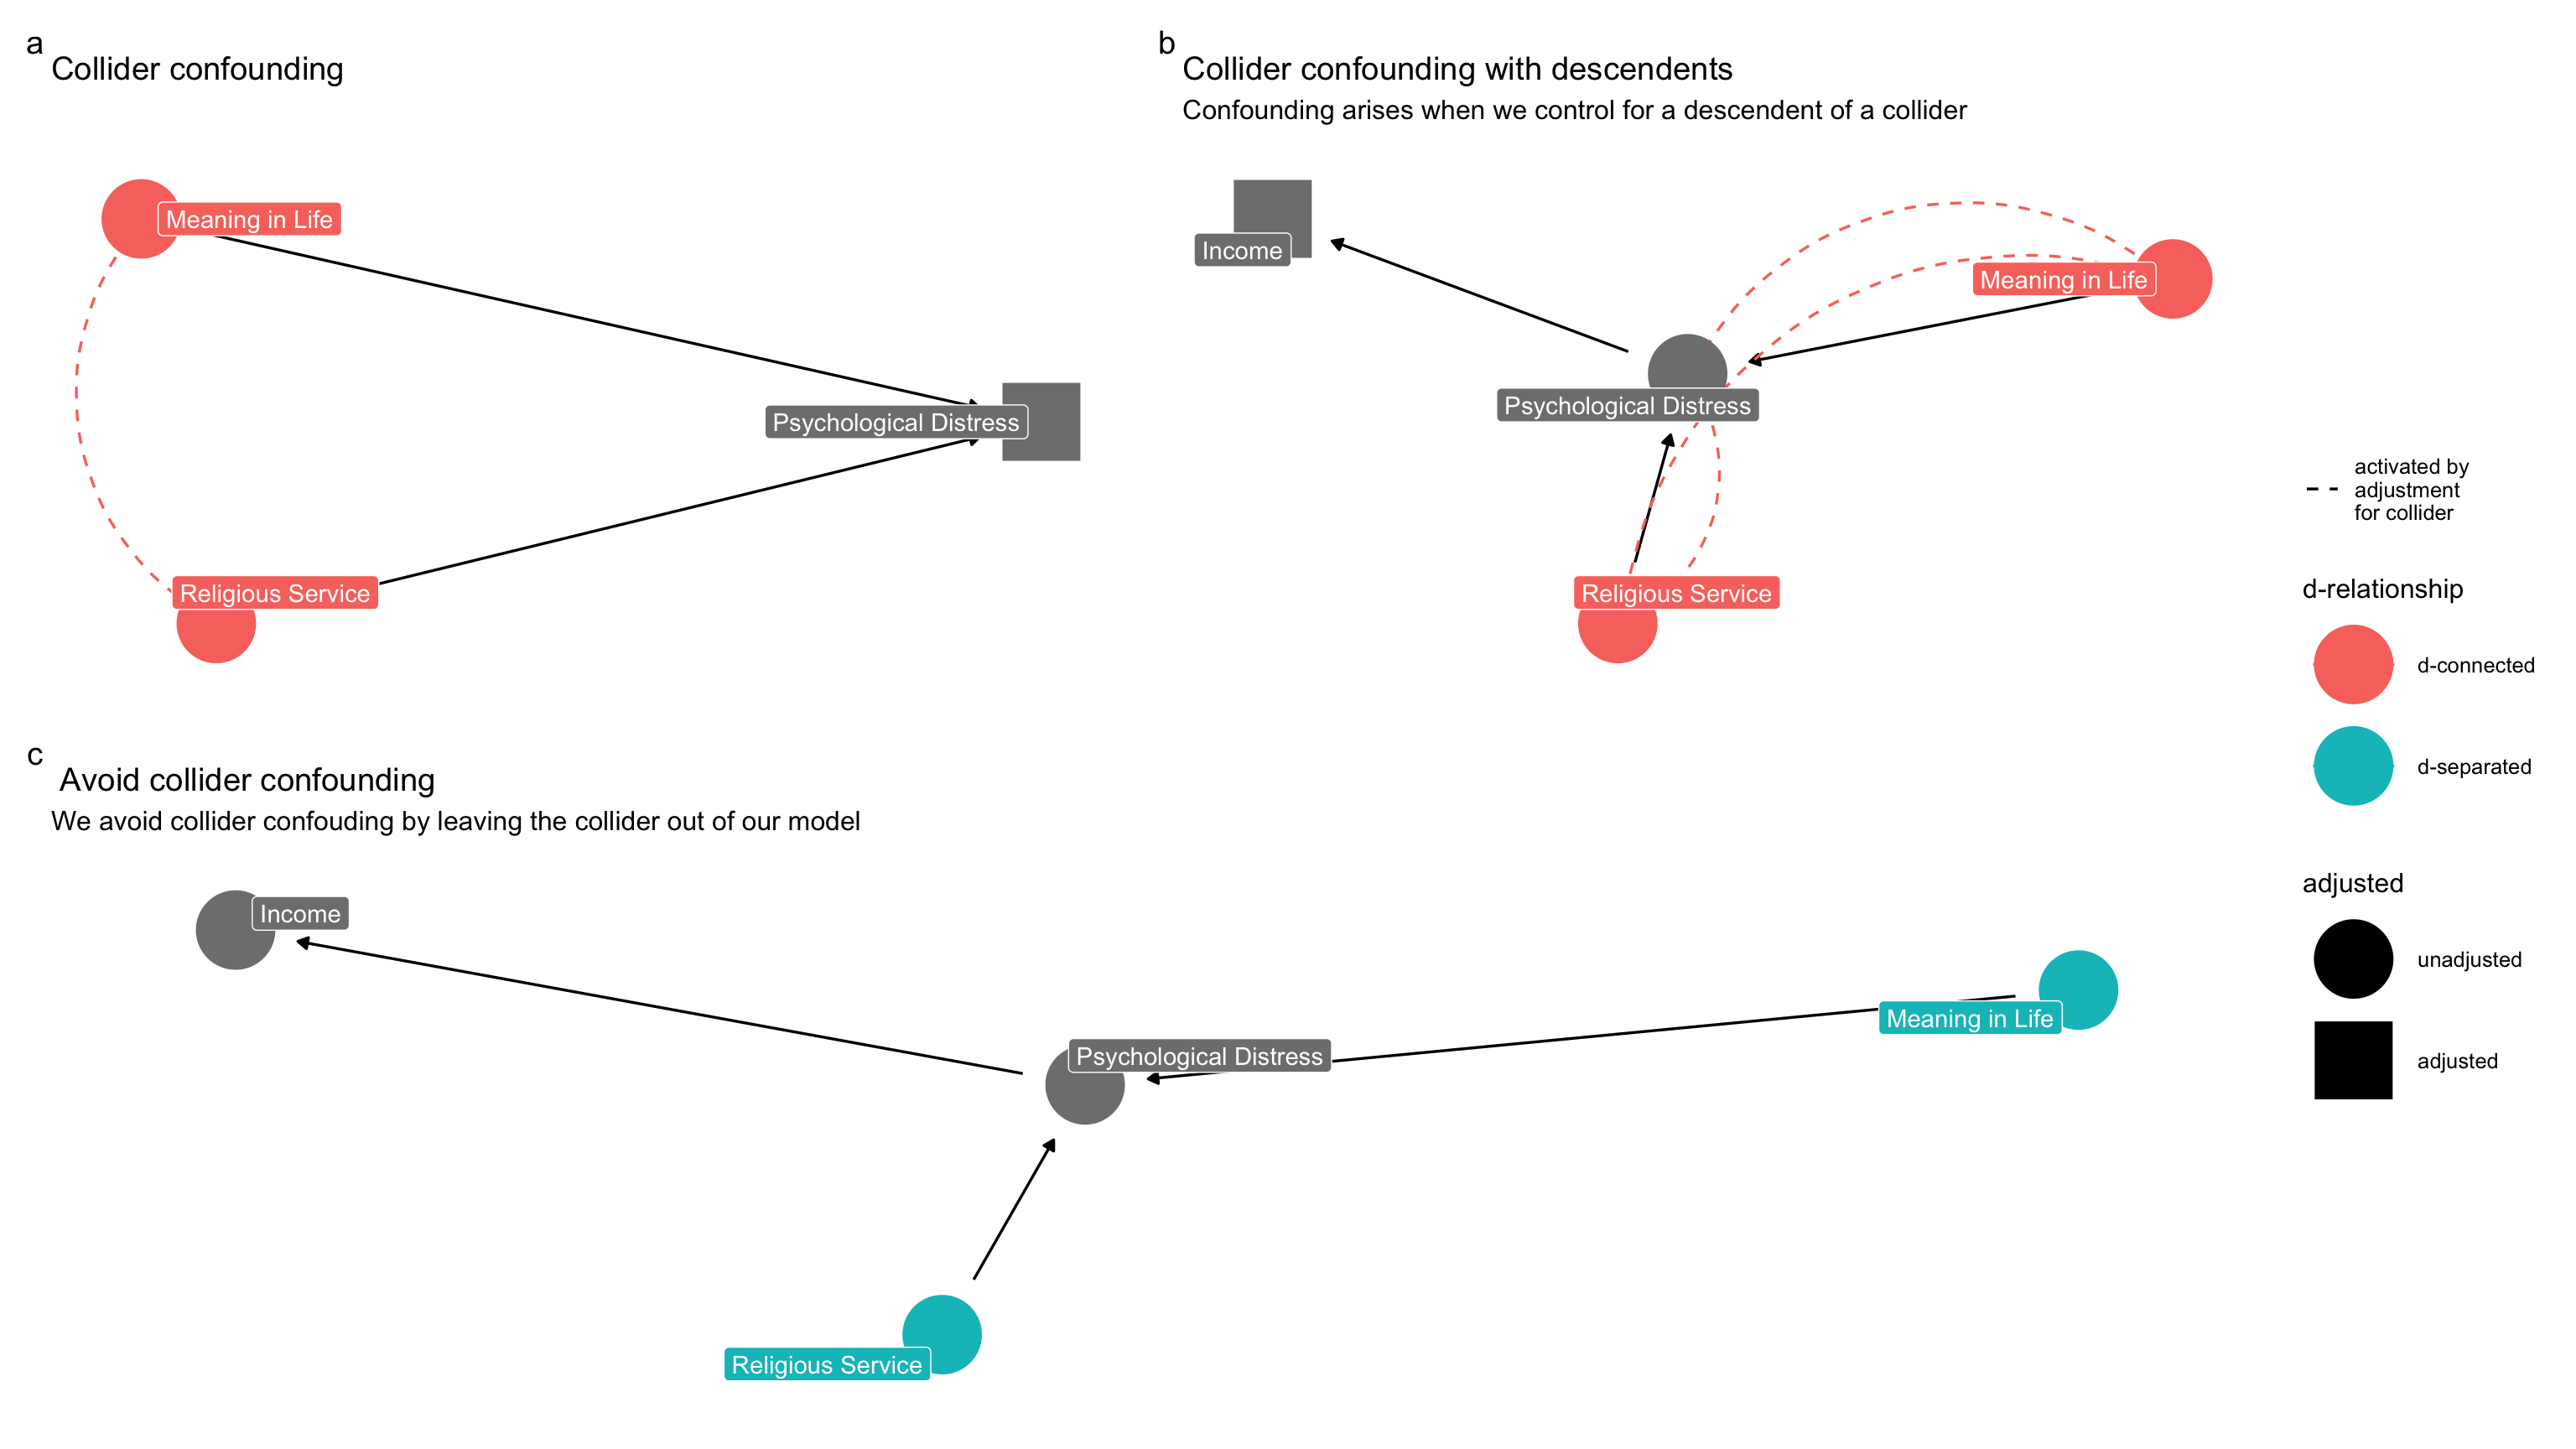 a
Collider confounding
Meaning in Life
Psychological Distress
Religious Service
b
Collider confounding with descendents
Confounding arises when we control for a descendent of a collider
Income
Meaning in Life
Psychological Distress
Religious Service
c
Avoid collider confounding
We avoid collider confouding by leaving the collider out of our model
Income
Psychological Distress
Meaning in Life
Religious Service
activated by
adjustment
for collider
d-relationship
d-connected
d-separated
adjusted
unadjusted
adjusted